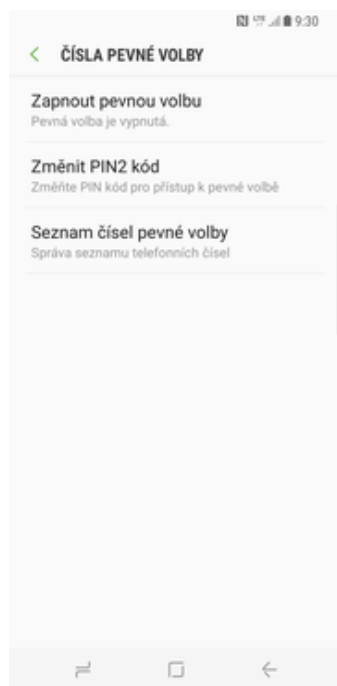 9:30
ČÍSLA PEVNÉ VOLBY
Zapnout pevnou volbu
Pevná volba je vypnutá.
Změnit PIN2 kód
Změňte PIN kód pro přístup k pevné volbě
Seznam čísel pevné volby
Správa seznamu telefonních čísel